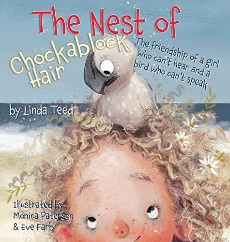 The Nest of
Chockablock
Hair
The friendship of a girl
who can't hear and a
bird who can't speak
by Linda Teed
Illustrated by
Monica Paterson
& Eve Farb